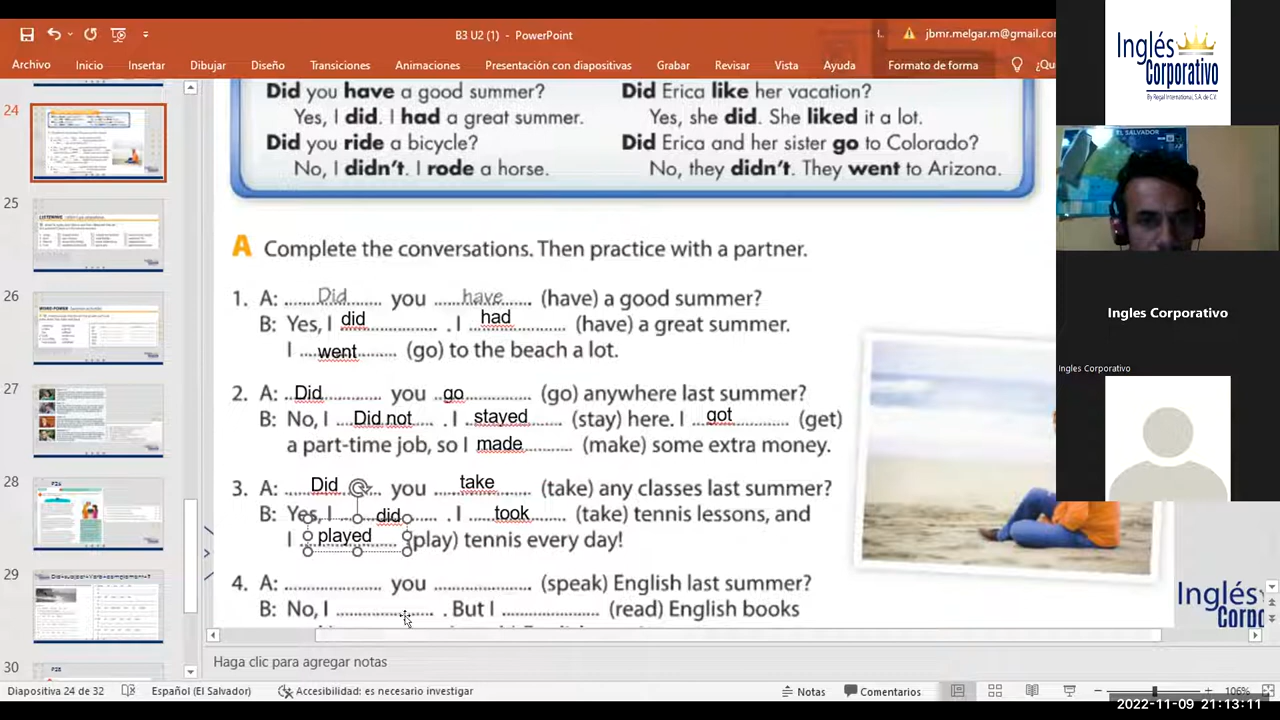 B3 U2 (1) - PowerPoint
jbmr.melgar.m@gmail.com
Archivo Inicio Insertar Dibujar Diseño Transiciones Animaciones Presentación con diapositivas Grabar Revisar Vista Ayuda Formato de forma ¿Qu
Inglés
Corporativo
By Regal International, S.A. de C.V.
EL SALVADOR
Ingles Corporativo
Ingles Corporativo
24
25
26
27
28
29
30
Did you have a good summer?
Yes, I did. I had a great summer.
Did you ride a bicycle?
No, I didn't. I rode a horse.
Did Erica like her vacation?
Yes, she did. She liked it a lot.
Did Erica and her sister go to Colorado?
No, they didn't. They went to Arizona.
A Complete the conversations. Then practice with a partner.
1. A: Did you have (have) a good summer?
B: Yes, I did . I had (have) a great summer.
I went (go) to the beach a lot.
2. A: Did you go (go) anywhere last summer?
B: No, I Did not . I stayed (stay) here. I got (get)
a part-time job, so I made (make) some extra money.
3. A: Did you take (take) any classes last summer?
B: Yes, I did . I took (take) tennis lessons, and
I played (play) tennis every day!
4. A: you (speak) English last summer?
B: No, I . But I (read) English books
Inglés
Corpo
Haga clic para agregar notas
Diapositiva 24 de 32 Español (El Salvador) Accesibilidad: es necesario investigar Notas Comentarios 106%
2022-11-09 21:13:11